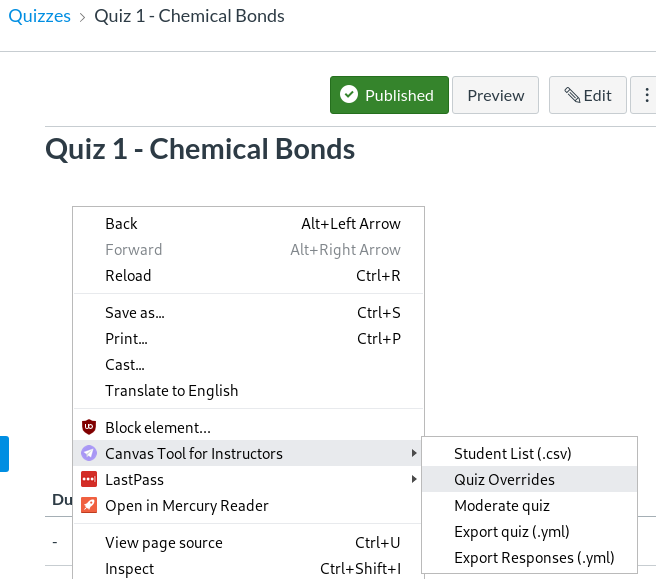 Quizzes > Quiz 1 - Chemical Bonds
Published Preview Edit
Quiz 1 - Chemical Bonds
Back Alt+Left Arrow
Forward Alt+Right Arrow
Reload Ctrl+R
Save as... Ctrl+S
Print... Ctrl+P
Cast...
Translate to English
Block element...
Canvas Tool for Instructors
LastPass
Open in Mercury Reader
View page source Ctrl+U
Inspect Ctrl+Shift+I
Student List (.csv)
Quiz Overrides
Moderate quiz
Export quiz (.yml)
Export Responses (.yml)
Du
-